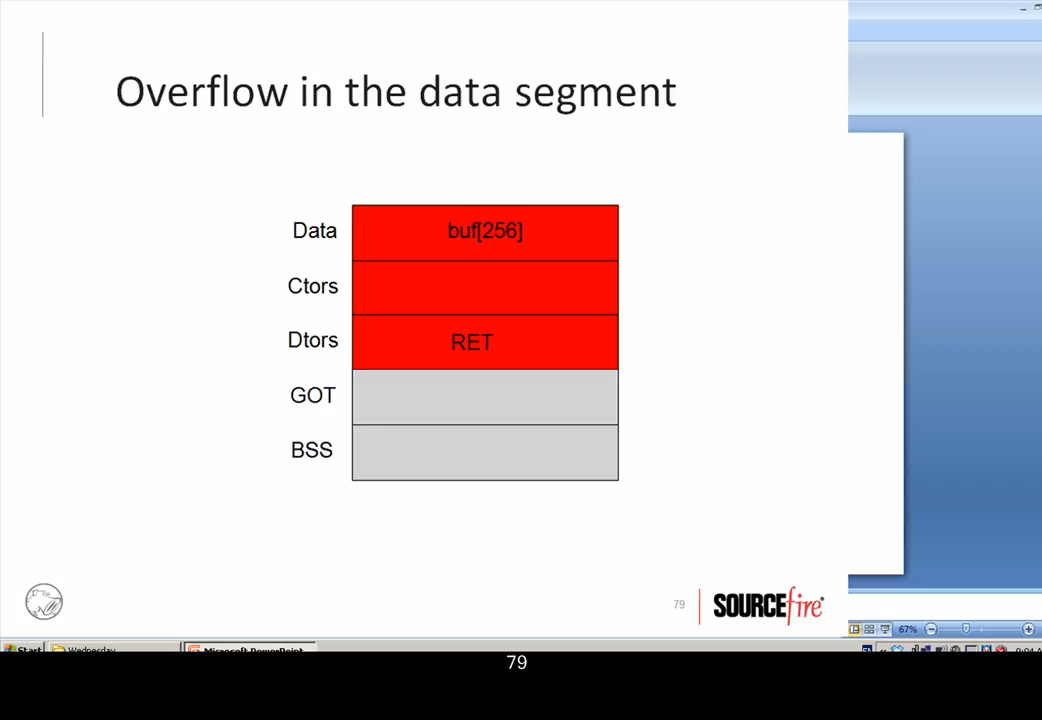 Overflow in the data segment
Data buf[256]
Ctors
Dtors RET
GOT
BSS
79 SOURCEfire
67%
Start Wednesday Microsoft PowerPoint
79